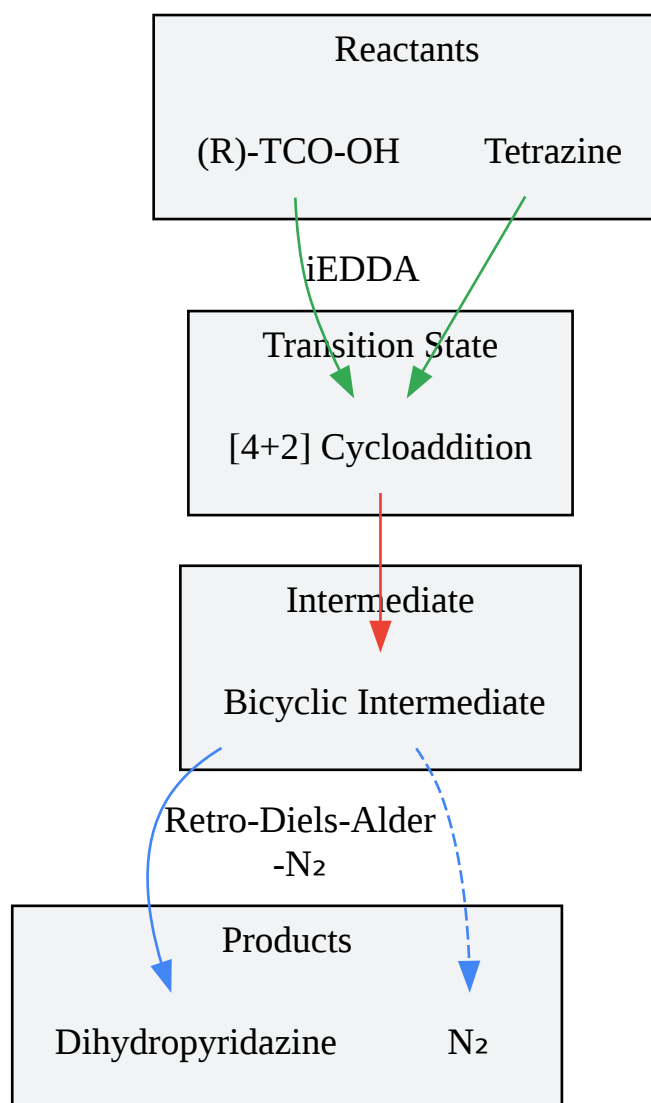 Reactants
(R)-TCO-OH
Tetrazine
iEDDA
Transition State
[4+2] Cycloaddition
Intermediate
Bicyclic Intermediate
Retro-Diels-Alder
-N₂
Products
Dihydropyridazine
N₂